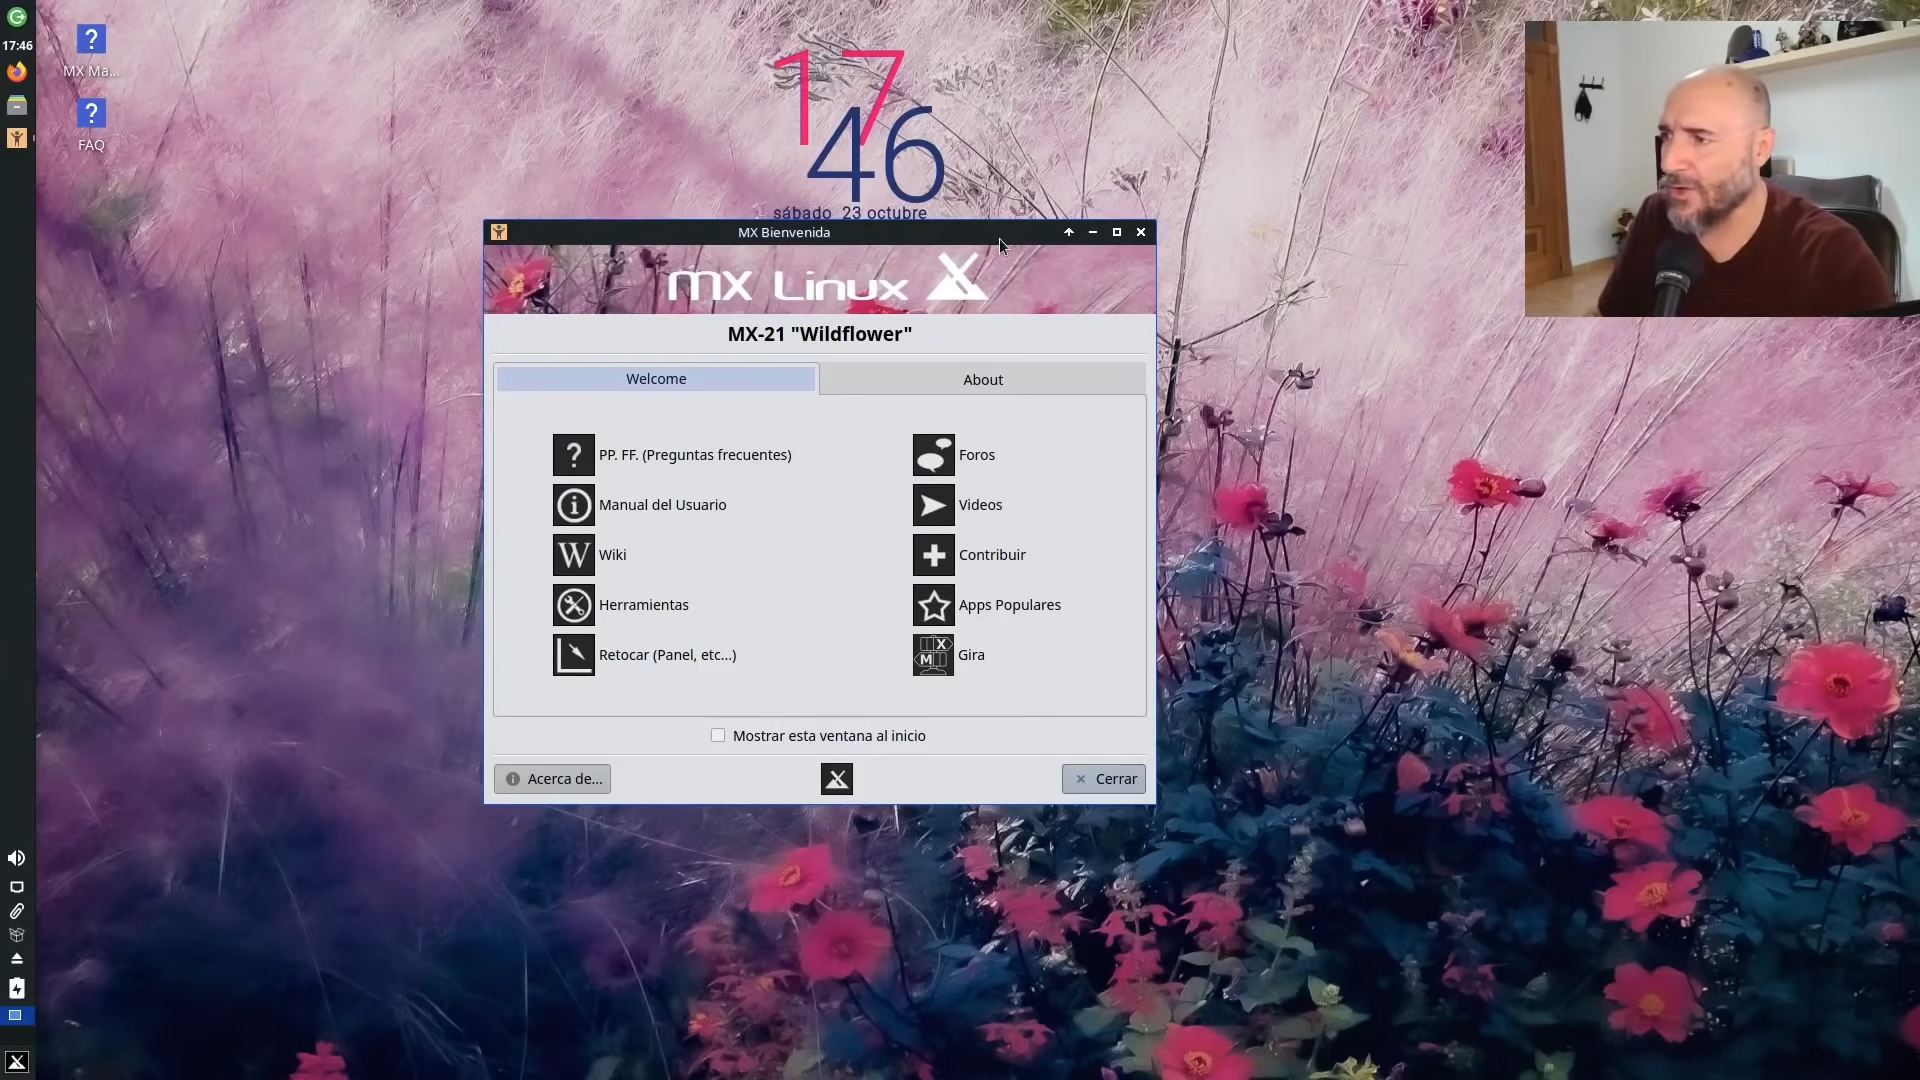 17:46
MX Ma...
FAQ
17
46
sábado 23 octubre
MX Bienvenida
MX Linux
MX-21 "Wildflower"
Welcome
About
PP. FF. (Preguntas frecuentes)
Foros
Manual del Usuario
Videos
Wiki
Contribuir
Herramientas
Apps Populares
Retocar (Panel, etc...)
Gira
Mostrar esta ventana al inicio
Acerca de...
Cerrar